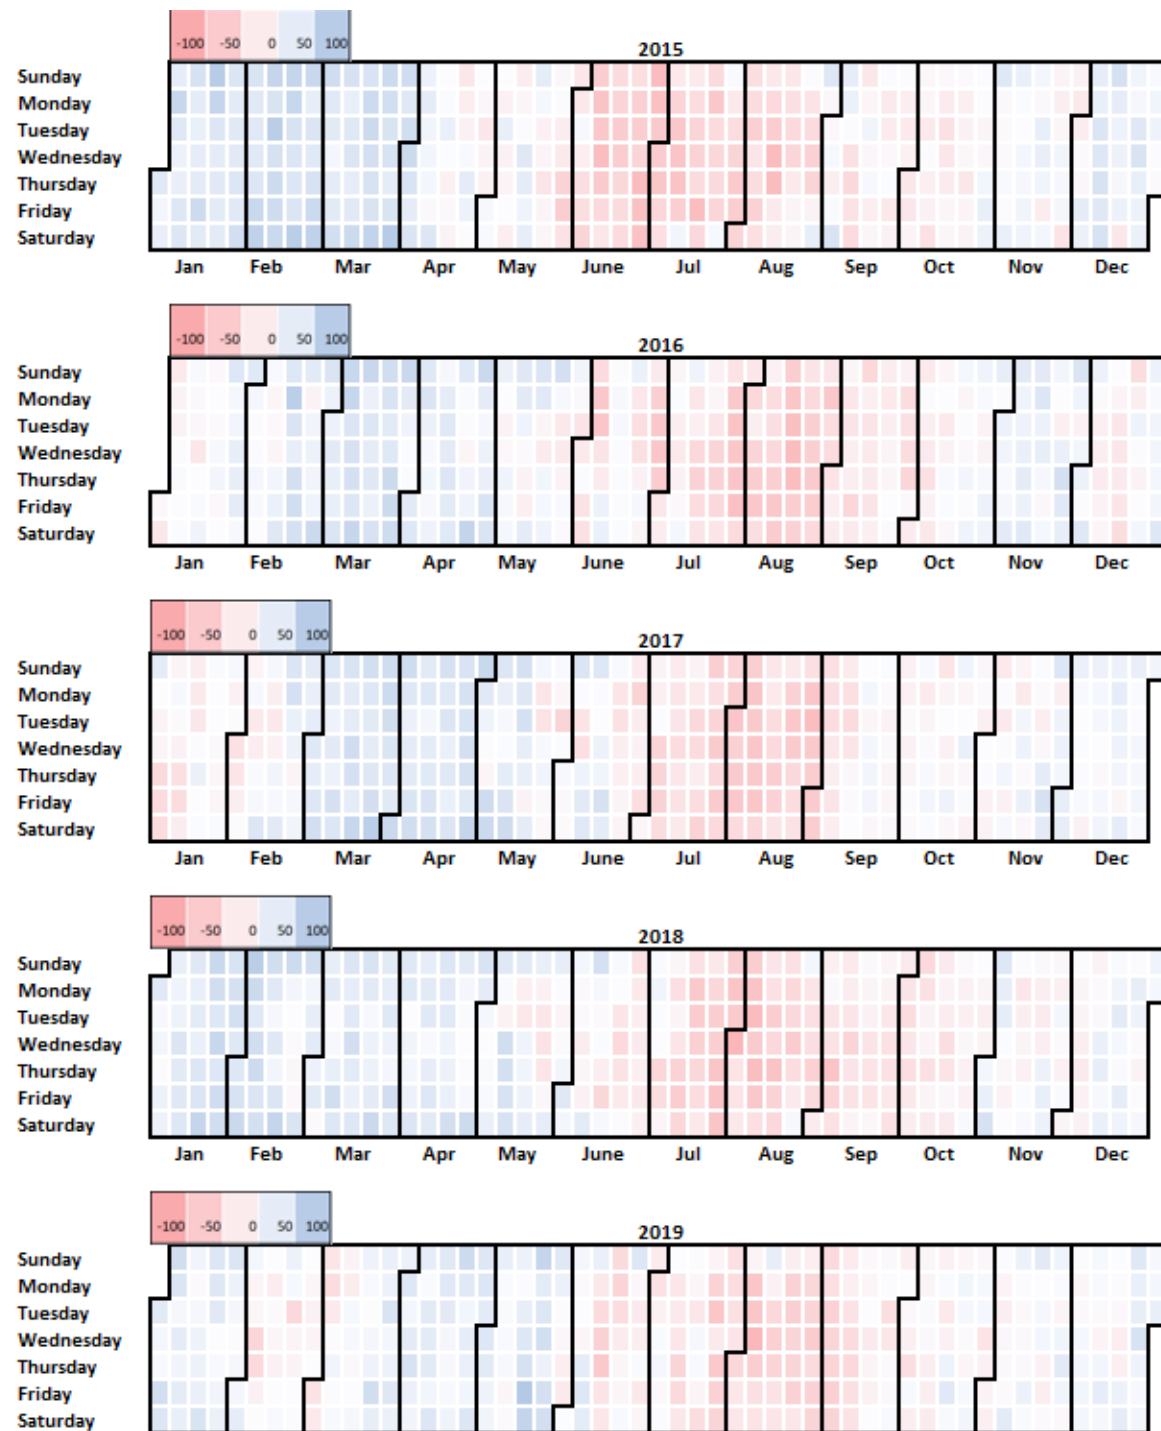 -100 -50 0 50 100
2015
Sunday
Monday
Tuesday
Wednesday
Thursday
Friday
Saturday
Jan Feb Mar Apr May June Jul Aug Sep Oct Nov Dec
-100 -50 0 50 100
2016
Sunday
Monday
Tuesday
Wednesday
Thursday
Friday
Saturday
Jan Feb Mar Apr May June Jul Aug Sep Oct Nov Dec
-100 -50 0 50 100
2017
Sunday
Monday
Tuesday
Wednesday
Thursday
Friday
Saturday
Jan Feb Mar Apr May June Jul Aug Sep Oct Nov Dec
-100 -50 0 50 100
2018
Sunday
Monday
Tuesday
Wednesday
Thursday
Friday
Saturday
Jan Feb Mar Apr May June Jul Aug Sep Oct Nov Dec
-100 -50 0 50 100
2019
Sunday
Monday
Tuesday
Wednesday
Thursday
Friday
Saturday